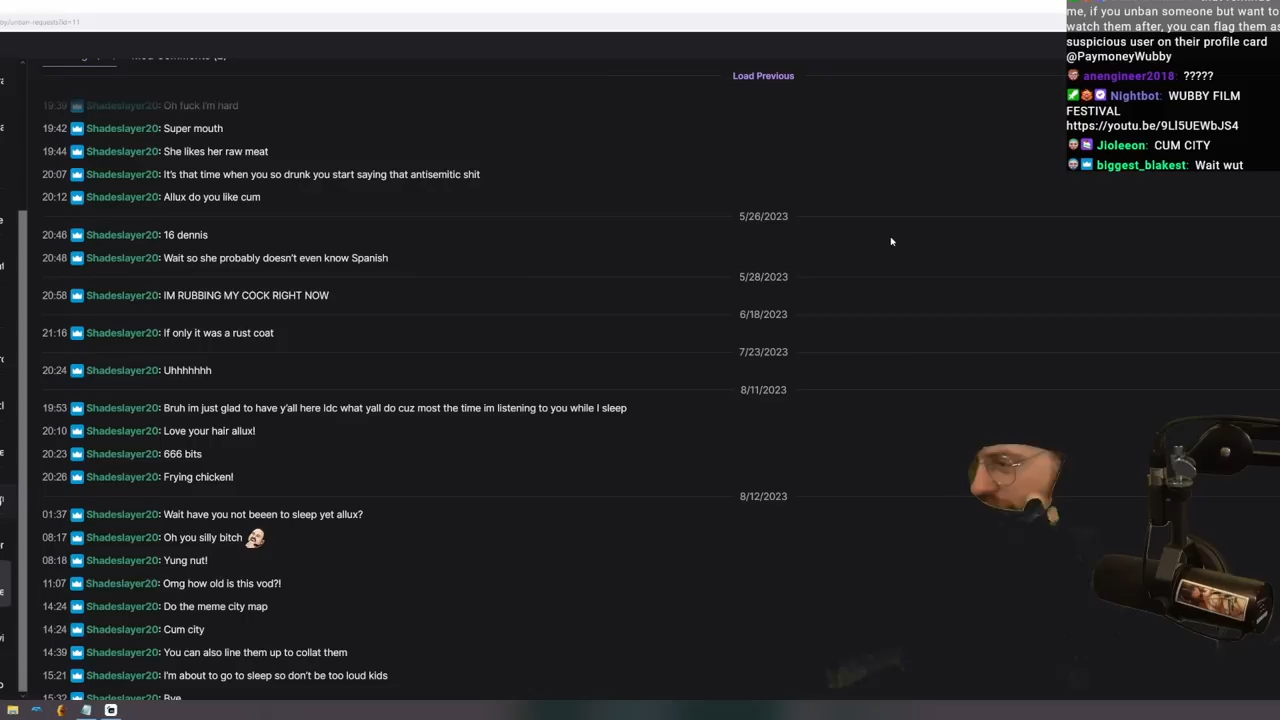 by/unban-requests?id=11
Load Previous
19:39 Shadeslayer20: Oh fuck I'm hard
19:42 Shadeslayer20: Super mouth
19:44 Shadeslayer20: She likes her raw meat
20:07 Shadeslayer20: It's that time when you so drunk you start saying that antisemitic shit
20:12 Shadeslayer20: Allux do you like cum
5/26/2023
20:46 Shadeslayer20: 16 dennis
20:48 Shadeslayer20: Wait so she probably doesn't even know Spanish
5/28/2023
20:58 Shadeslayer20: IM RUBBING MY COCK RIGHT NOW
6/18/2023
21:16 Shadeslayer20: If only it was a rust coat
7/23/2023
20:24 Shadeslayer20: Uhhhhhhh
8/11/2023
19:53 Shadeslayer20: Bruh im just glad to have y'all here Idc what yall do cuz most the time im listening to you while I sleep
20:10 Shadeslayer20: Love your hair allux!
20:23 Shadeslayer20: 666 bits
20:26 Shadeslayer20: Frying chicken!
8/12/2023
01:37 Shadeslayer20: Wait have you not beeen to sleep yet allux?
08:17 Shadeslayer20: Oh you silly bitch
08:18 Shadeslayer20: Yung nut!
11:07 Shadeslayer20: Omg how old is this vod?!
14:24 Shadeslayer20: Do the meme city map
14:24 Shadeslayer20: Cum city
14:39 Shadeslayer20: You can also line them up to collat them
15:21 Shadeslayer20: I'm about to go to sleep so don't be too loud kids
15:32 Shadeslayer20: Bye
me, if you unban someone but want to
watch them after, you can flag them as
suspicious user on their profile card
@PaymoneyWubby
anengineer2018: ?????
Nightbot: WUBBY FILM
FESTIVAL
https://youtu.be/9LI5UEWbJS4
Jioleeon: CUM CITY
biggest_blakest: Wait wut